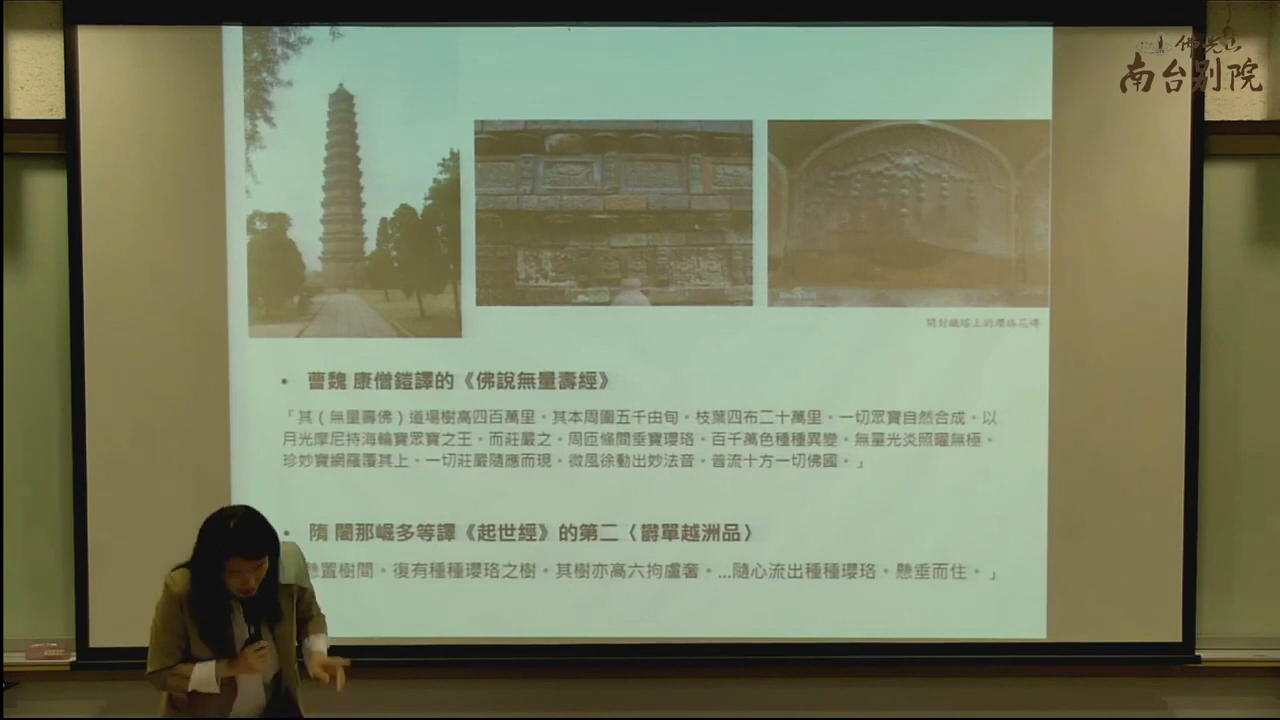 佛光山
南台别院
開封鐵塔上的瓔珞花磚
• 曹魏 康僧鎧譯的《佛說無量壽經》
「其（無量壽佛）道場樹高四百萬里。其本周圍五千由旬。枝葉四布二十萬里。一切眾寶自然合成。以
月光摩尼持海輪寶眾寶之王。而莊嚴之。周匝條間垂寶瓔珞。百千萬色種種異變。無量光炎照曜無極。
珍妙寶網羅覆其上。一切莊嚴隨應而現。微風徐動出妙法音。普流十方一切佛國。」
• 隋 闍那崛多等譯《起世經》的第二〈欝單越洲品〉
懸置樹間。復有種種瓔珞之樹。其樹亦高六拘盧奢。...隨心流出種種瓔珞。懸垂而住。」